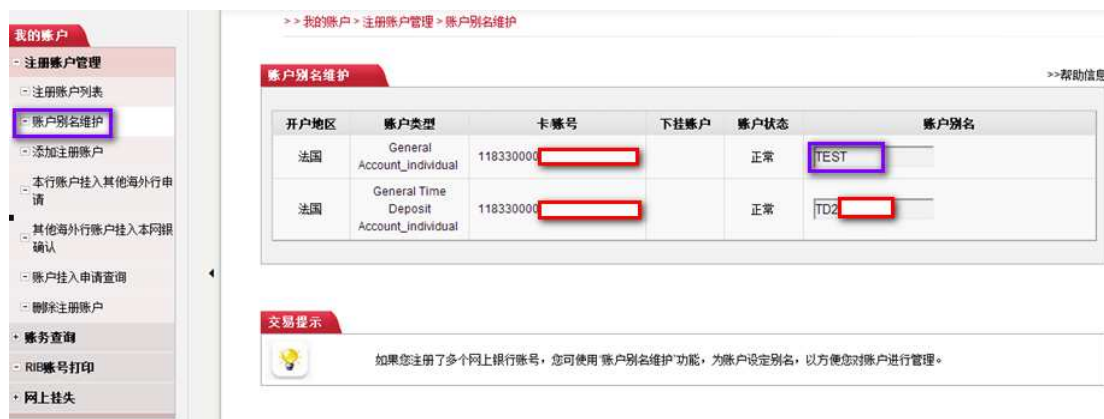 >>我的账户>注册账户管理>账户别名维护
我的账户
- 注册账户管理
- 注册账户列表
- 账户别名维护
- 添加注册账户
- 本行账户挂入其他海外行申
请
- 其他海外行账户挂入本网银
确认
- 账户挂入申请查询
- 删除注册账户
+ 账务查询
- RIB账号打印
+ 网上挂失
账户别名维护
>>帮助信息
开户地区 账户类型 卡/账号 下挂账户 账户状态 账户别名
法国 General
Account_individual 118330000 正常 TEST
法国 General Time
Deposit
Account_individual 118330000 正常 TD2
交易提示
如果您注册了多个网上银行账号，您可使用'账户别名维护'功能，为账户设定别名，以方便您对账户进行管理。